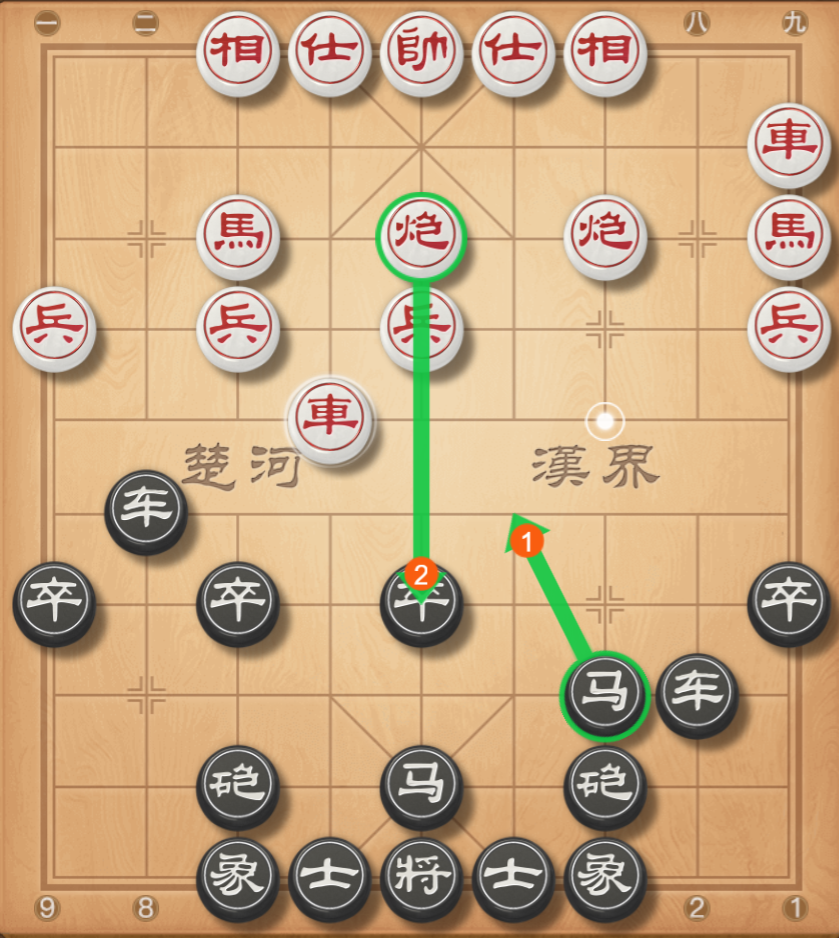 一 二 八 九
相 仕 帥 仕 相
車
馬 炮 炮 馬
兵 兵 兵 兵
車
楚河 漢界
车
1
2
卒 卒 卒 卒
马 车
砲 马 砲
象 士 将 士 象
9 8 2 1